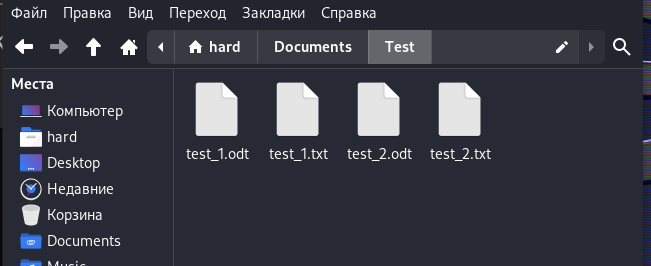 Файл Правка Вид Переход Закладки Справка
hard Documents Test
Места
Компьютер
hard
Desktop
Недавние
Корзина
Documents
test_1.odt test_1.txt test_2.odt test_2.txt